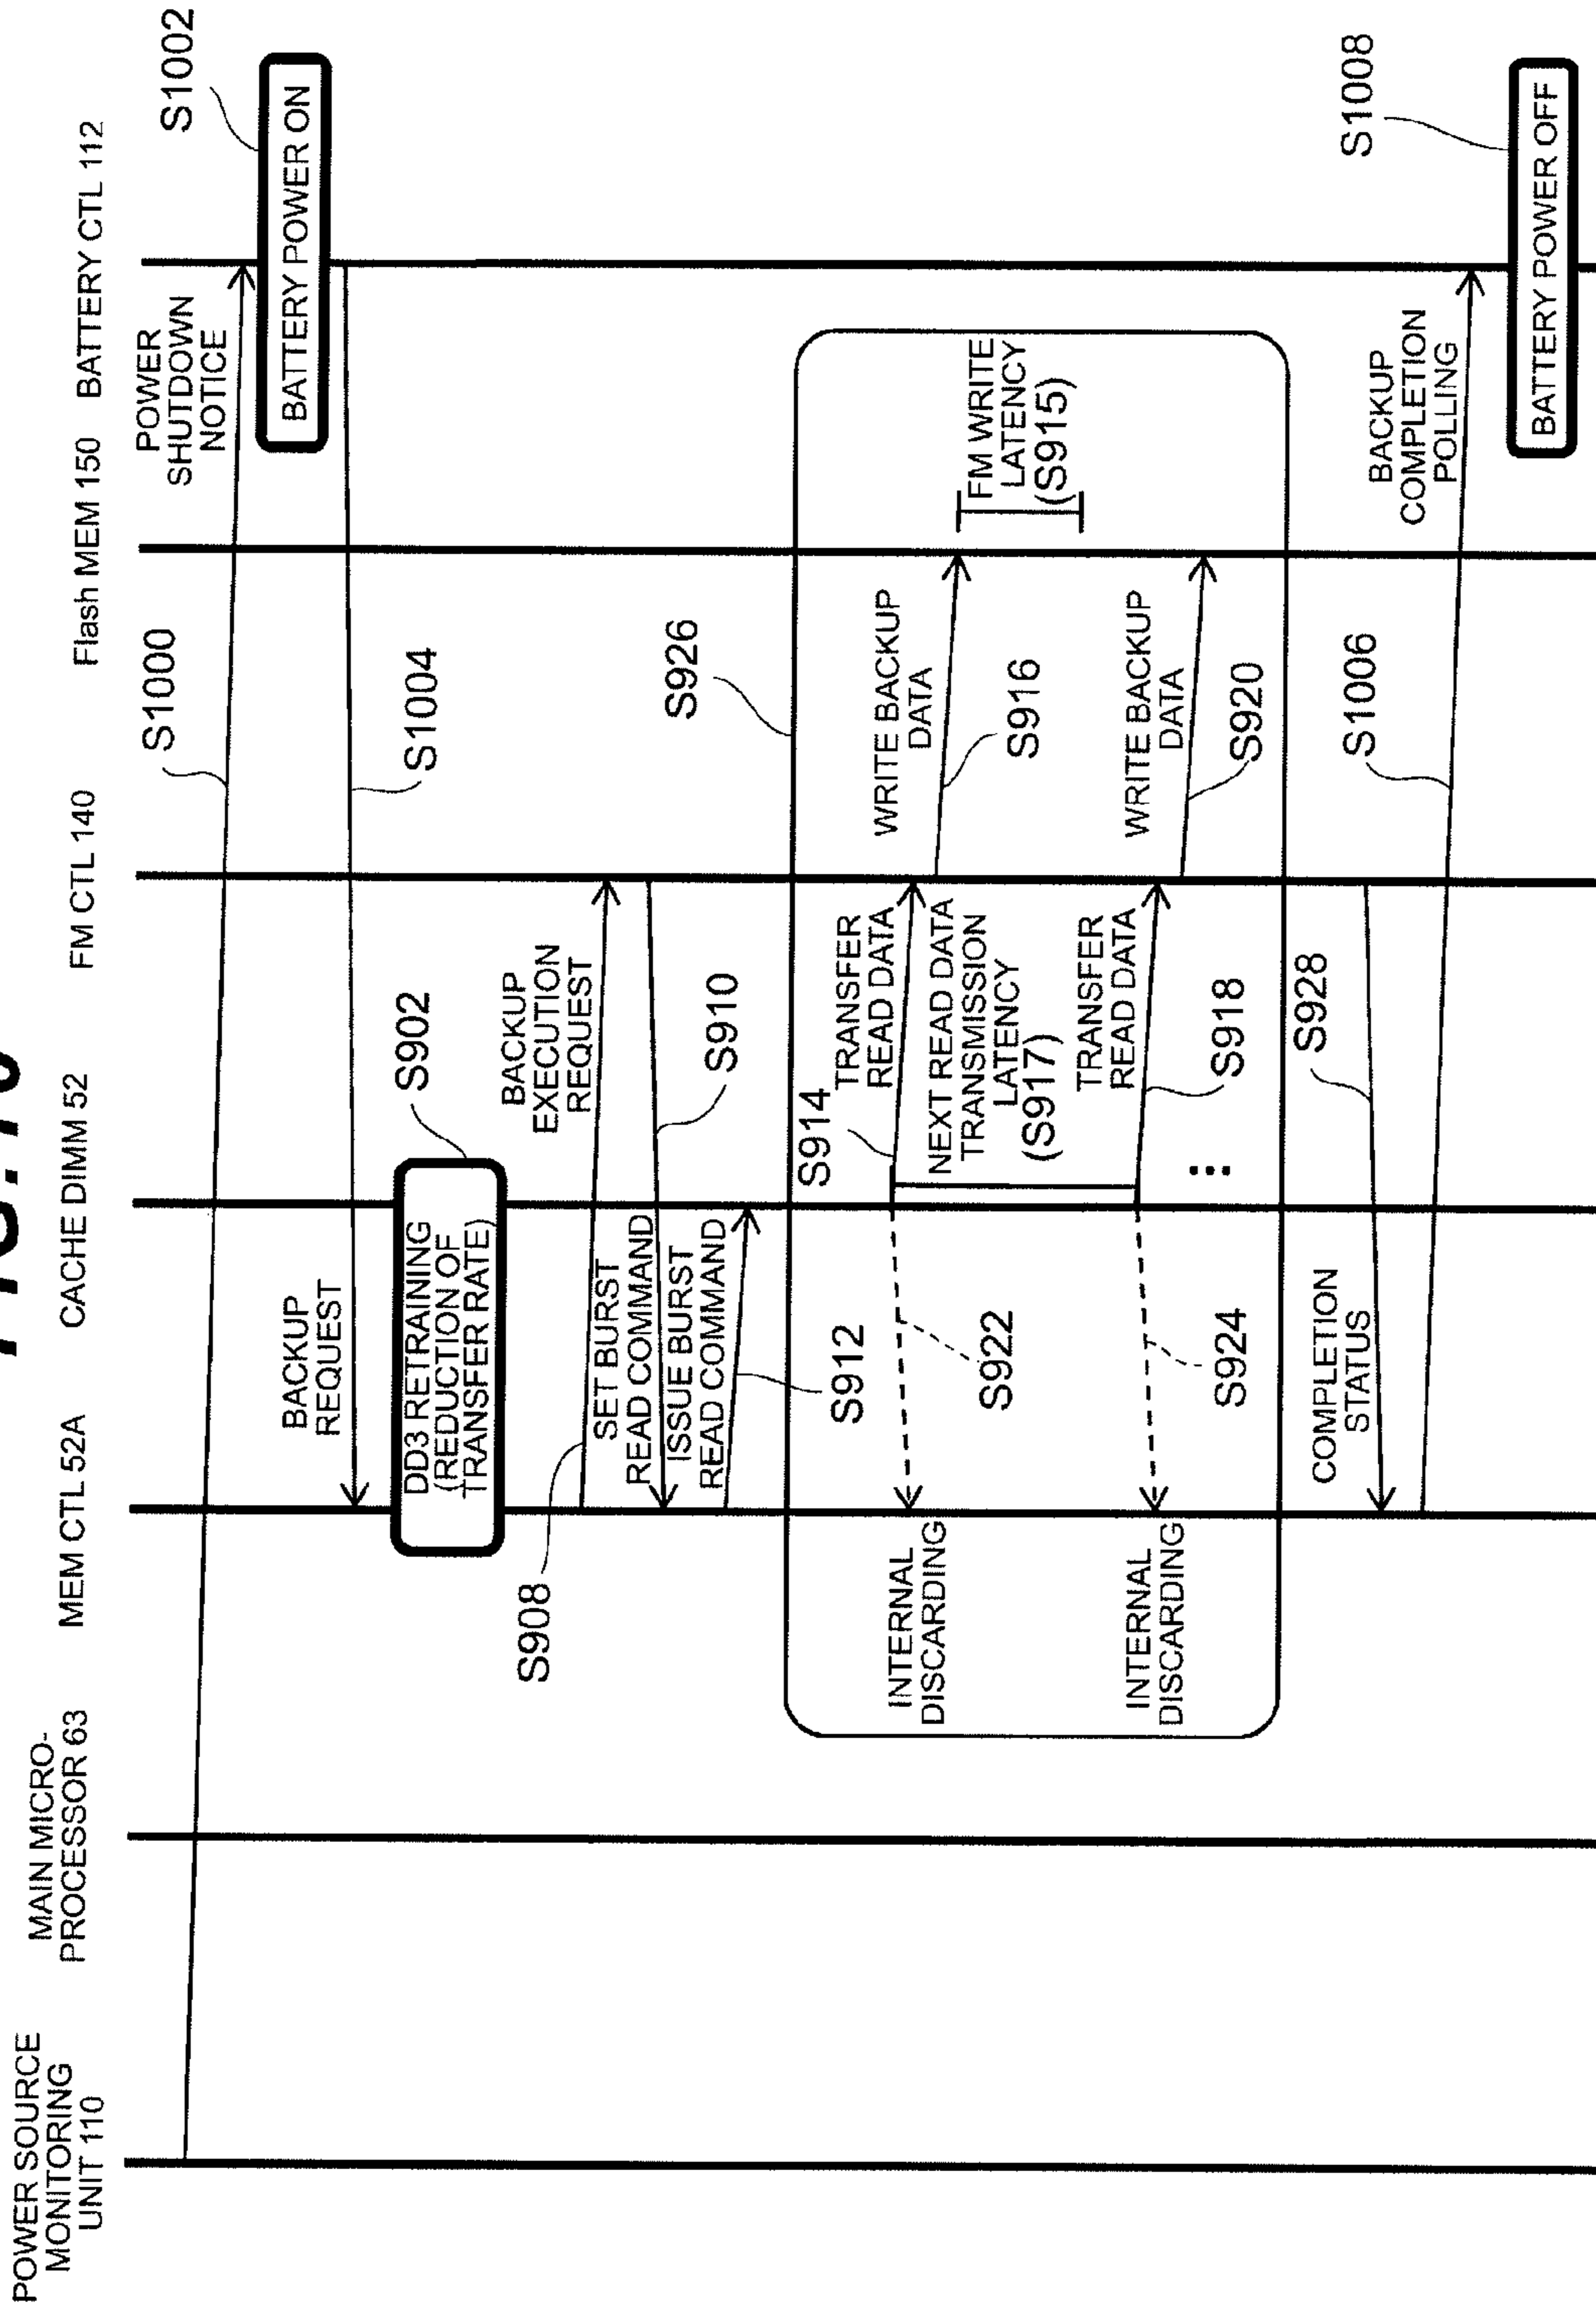 POWER SOURCE
MONITORING
UNIT 110
MAIN MICRO-
PROCESSOR 63
MEM CTL 52A
CACHE DIMM 52
FM CTL 140
Flash MEM 150
BATTERY CTL 112
S1000
POWER
SHUTDOWN
NOTICE
S1002
BATTERY POWER ON
BACKUP
REQUEST
S1004
S902
DD3 RETRAINING
(REDUCTION OF
TRANSFER RATE)
S908
BACKUP
EXECUTION
REQUEST
SET BURST
READ COMMAND
S910
ISSUE BURST
READ COMMAND
S912
S926
S914
TRANSFER
READ DATA
INTERNAL
DISCARDING
S922
WRITE BACKUP
DATA
S916
FM WRITE
LATENCY
(S915)
NEXT READ DATA
TRANSMISSION
LATENCY
(S917)
TRANSFER
READ DATA
S918
INTERNAL
DISCARDING
S924
WRITE BACKUP
DATA
S920
COMPLETION
STATUS
S928
S1006
BACKUP
COMPLETION
POLLING
S1008
BATTERY POWER OFF